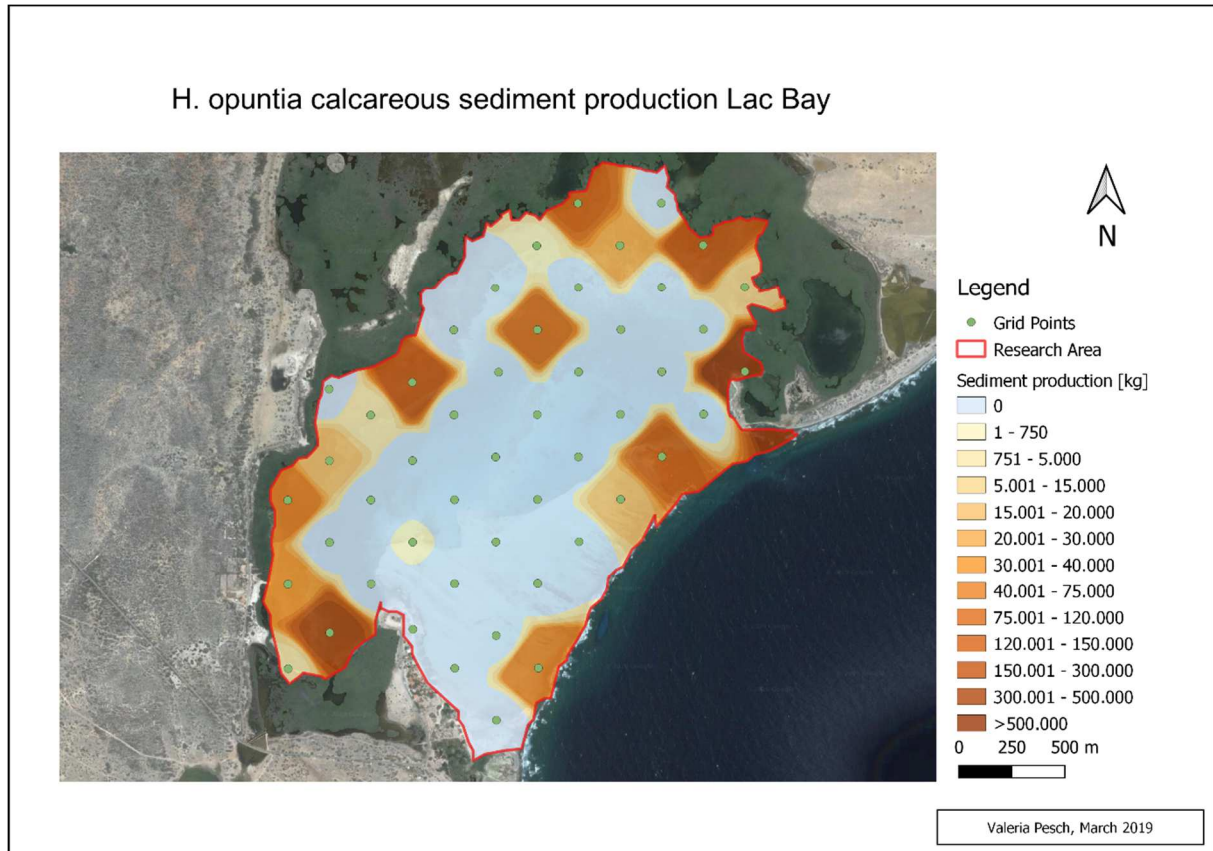 H. opuntia calcareous sediment production Lac Bay
N
Legend
Grid Points
Research Area
Sediment production [kg]
0
1 - 750
751 - 5.000
5.001 - 15.000
15.001 - 20.000
20.001 - 30.000
30.001 - 40.000
40.001 - 75.000
75.001 - 120.000
120.001 - 150.000
150.001 - 300.000
300.001 - 500.000
>500.000
0 250 500 m
Valeria Pesch, March 2019